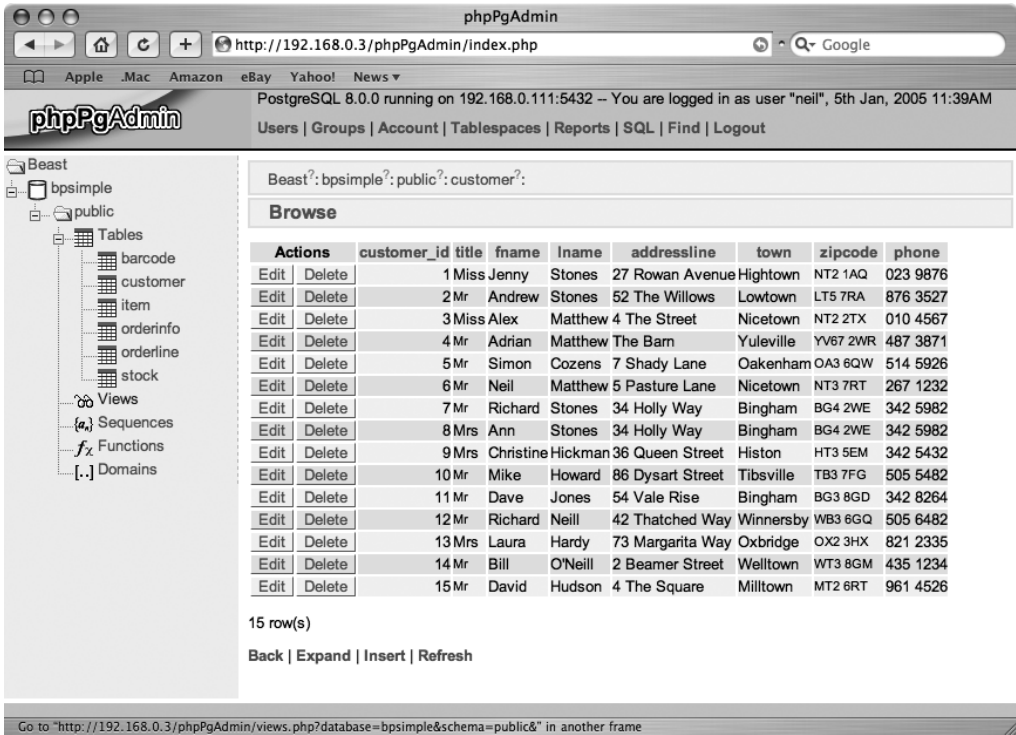 phpPgAdmin
http://192.168.0.3/phpPgAdmin/index.php
Google
Apple .Mac Amazon eBay Yahoo! News ▾
phpPgAdmin
PostgreSQL 8.0.0 running on 192.168.0.111:5432 -- You are logged in as user "neil", 5th Jan, 2005 11:39AM
Users | Groups | Account | Tablespaces | Reports | SQL | Find | Logout
Beast
bpsimple
public
Tables
barcode
customer
item
orderinfo
orderline
stock
Views
Sequences
Functions
Domains
Beast?: bpsimple?: public?: customer?:
Browse
Actions customer_id title fname lname addressline town zipcode phone
Edit Delete 1 Miss Jenny Stones 27 Rowan Avenue Hightown NT2 1AQ 023 9876
Edit Delete 2 Mr Andrew Stones 52 The Willows Lowtown LT5 7RA 876 3527
Edit Delete 3 Miss Alex Matthew 4 The Street Nicetown NT2 2TX 010 4567
Edit Delete 4 Mr Adrian Matthew The Barn Yuleville YV67 2WR 487 3871
Edit Delete 5 Mr Simon Cozens 7 Shady Lane Oakenham OA3 6QW 514 5926
Edit Delete 6 Mr Neil Matthew 5 Pasture Lane Nicetown NT3 7RT 267 1232
Edit Delete 7 Mr Richard Stones 34 Holly Way Bingham BG4 2WE 342 5982
Edit Delete 8 Mrs Ann Stones 34 Holly Way Bingham BG4 2WE 342 5982
Edit Delete 9 Mrs Christine Hickman 36 Queen Street Histon HT3 5EM 342 5432
Edit Delete 10 Mr Mike Howard 86 Dysart Street Tibsville TB3 7FG 505 5482
Edit Delete 11 Mr Dave Jones 54 Vale Rise Bingham BG3 8GD 342 8264
Edit Delete 12 Mr Richard Neill 42 Thatched Way Winnersby WB3 6GQ 505 6482
Edit Delete 13 Mrs Laura Hardy 73 Margarita Way Oxbridge OX2 3HX 821 2335
Edit Delete 14 Mr Bill O'Neill 2 Beamer Street Welltown WT3 8GM 435 1234
Edit Delete 15 Mr David Hudson 4 The Square Milltown MT2 6RT 961 4526
15 row(s)
Back | Expand | Insert | Refresh
Go to "http://192.168.0.3/phpPgAdmin/views.php?database=bpsimple&schema=public&" in another frame